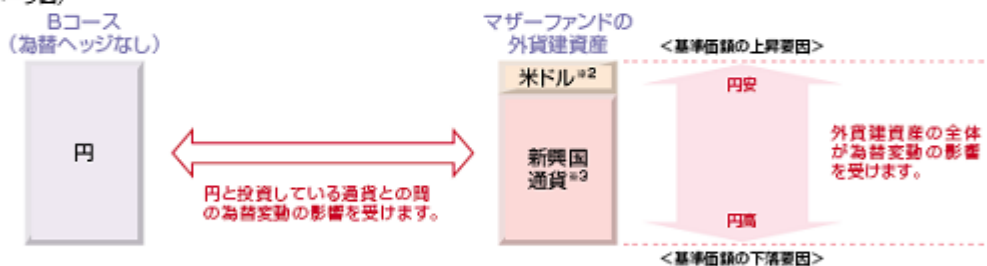 Bコース
（為替ヘッジなし）
マザーファンドの
外貨建資産
＜基準価額の上昇要因＞
米ドル※2
円安
円
新興国
通貨※3
外貨建資産の全体
が為替変動の影響
を受けます。
円と投資している通貨との間
の為替変動の影響を受けます。
円高
＜基準価額の下落要因＞